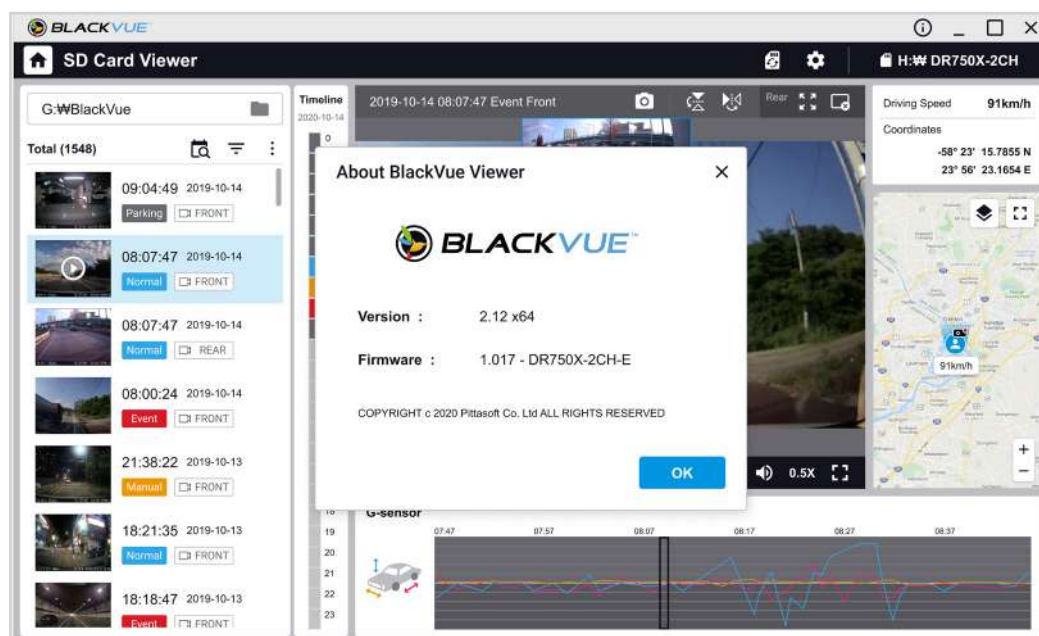 BLACKVUE
SD Card Viewer
H:₩ DR750X-2CH
G:₩BlackVue
Total (1548)
09:04:49 2019-10-14
Parking FRONT
08:07:47 2019-10-14
Normal FRONT
08:07:47 2019-10-14
Normal REAR
08:00:24 2019-10-14
Event FRONT
21:38:22 2019-10-13
Manual FRONT
18:21:35 2019-10-13
Normal FRONT
18:18:47 2019-10-13
Event FRONT
Timeline
2020-10-14
0
18
19
20
21
22
23
2019-10-14 08:07:47 Event Front
Rear
About BlackVue Viewer
BLACKVUE™
Version : 2.12 x64
Firmware : 1.017 - DR750X-2CH-E
COPYRIGHT c 2020 Pittasoft Co. Ltd ALL RIGHTS RESERVED
OK
0.5X
Driving Speed 91km/h
Coordinates
-58° 23' 15.7855 N
23° 56' 23.1654 E
91km/h
G-sensor
07:47 07:57 08:07 08:17 08:27 08:37